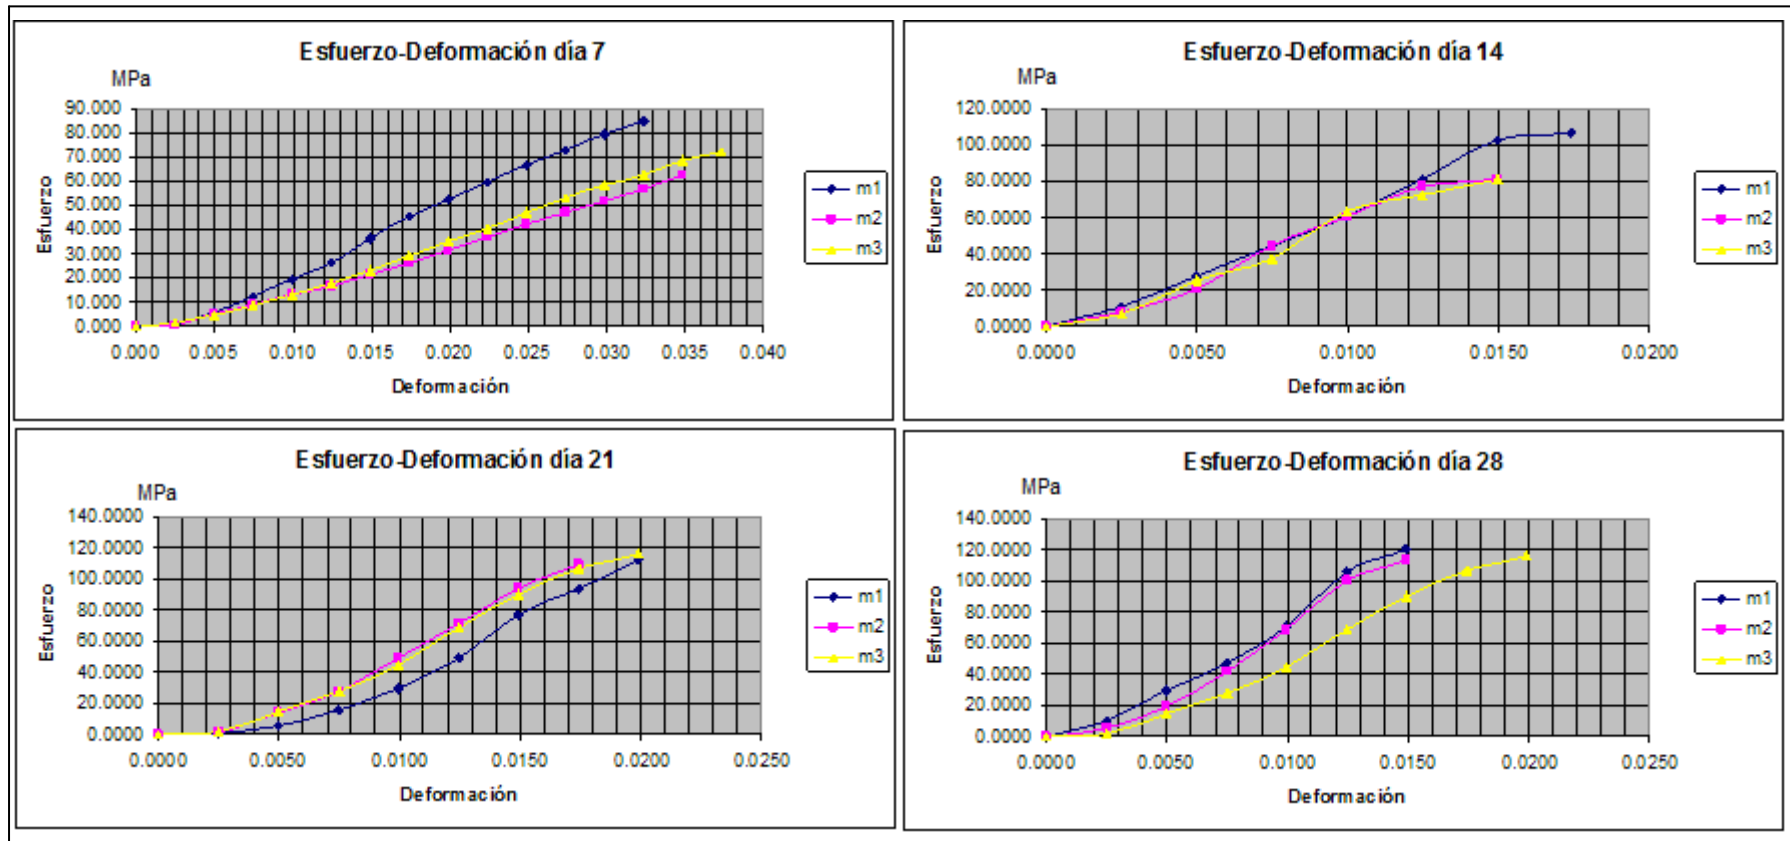 Esfuerzo-Deformación día 7
MPa
90.000
80.000
70.000
60.000
50.000
40.000
30.000
20.000
10.000
0.000
Esfuerzo
0.000 0.005 0.010 0.015 0.020 0.025 0.030 0.035 0.040
Deformación
m1
m2
m3
Esfuerzo-Deformación día 14
MPa
120.0000
100.0000
80.0000
60.0000
40.0000
20.0000
0.0000
Esfuerzo
0.0000 0.0050 0.0100 0.0150 0.0200
Deformación
m1
m2
m3
Esfuerzo-Deformación día 21
MPa
140.0000
120.0000
100.0000
80.0000
60.0000
40.0000
20.0000
0.0000
Esfuerzo
0.0000 0.0050 0.0100 0.0150 0.0200 0.0250
Deformación
m1
m2
m3
Esfuerzo-Deformación día 28
MPa
140.0000
120.0000
100.0000
80.0000
60.0000
40.0000
20.0000
0.0000
Esfuerzo
0.0000 0.0050 0.0100 0.0150 0.0200 0.0250
Deformación
m1
m2
m3